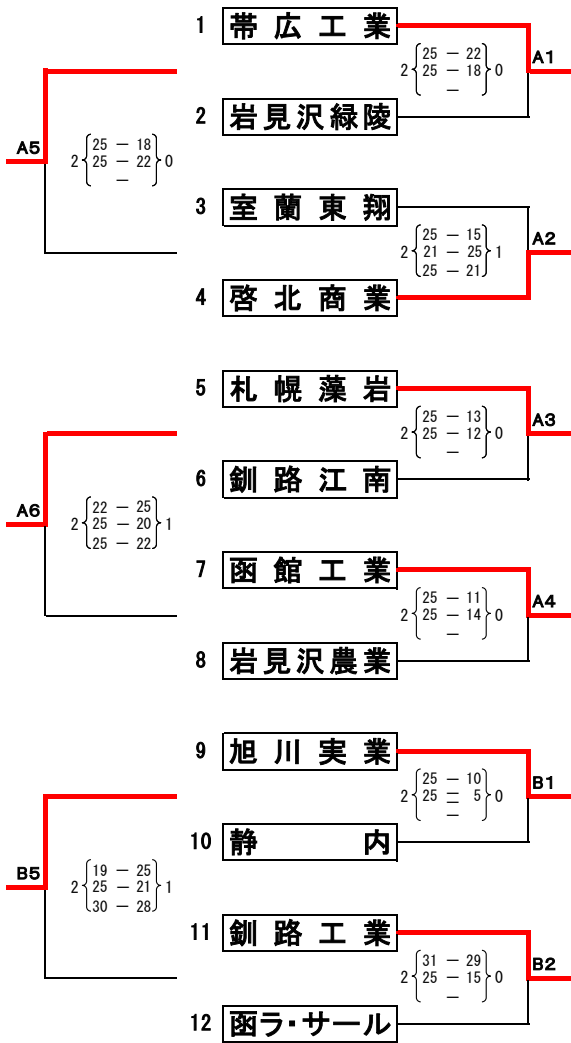 1 帯広工業
25 － 22
2 25 － 18 0
－
A1
2 岩見沢緑陵
A5
25 － 18
2 25 － 22 0
－
3 室蘭東翔
25 － 15
2 21 － 25 1
25 － 21
A2
4 啓北商業
5 札幌藻岩
25 － 13
2 25 － 12 0
－
A3
6 釧路江南
A6
22 － 25
2 25 － 20 1
25 － 22
7 函館工業
25 － 11
2 25 － 14 0
－
A4
8 岩見沢農業
9 旭川実業
25 － 10
2 25 － 5 0
－
B1
10 静内
B5
19 － 25
2 25 － 21 1
30 － 28
11 釧路工業
31 － 29
2 25 － 15 0
－
B2
12 函ラ・サール